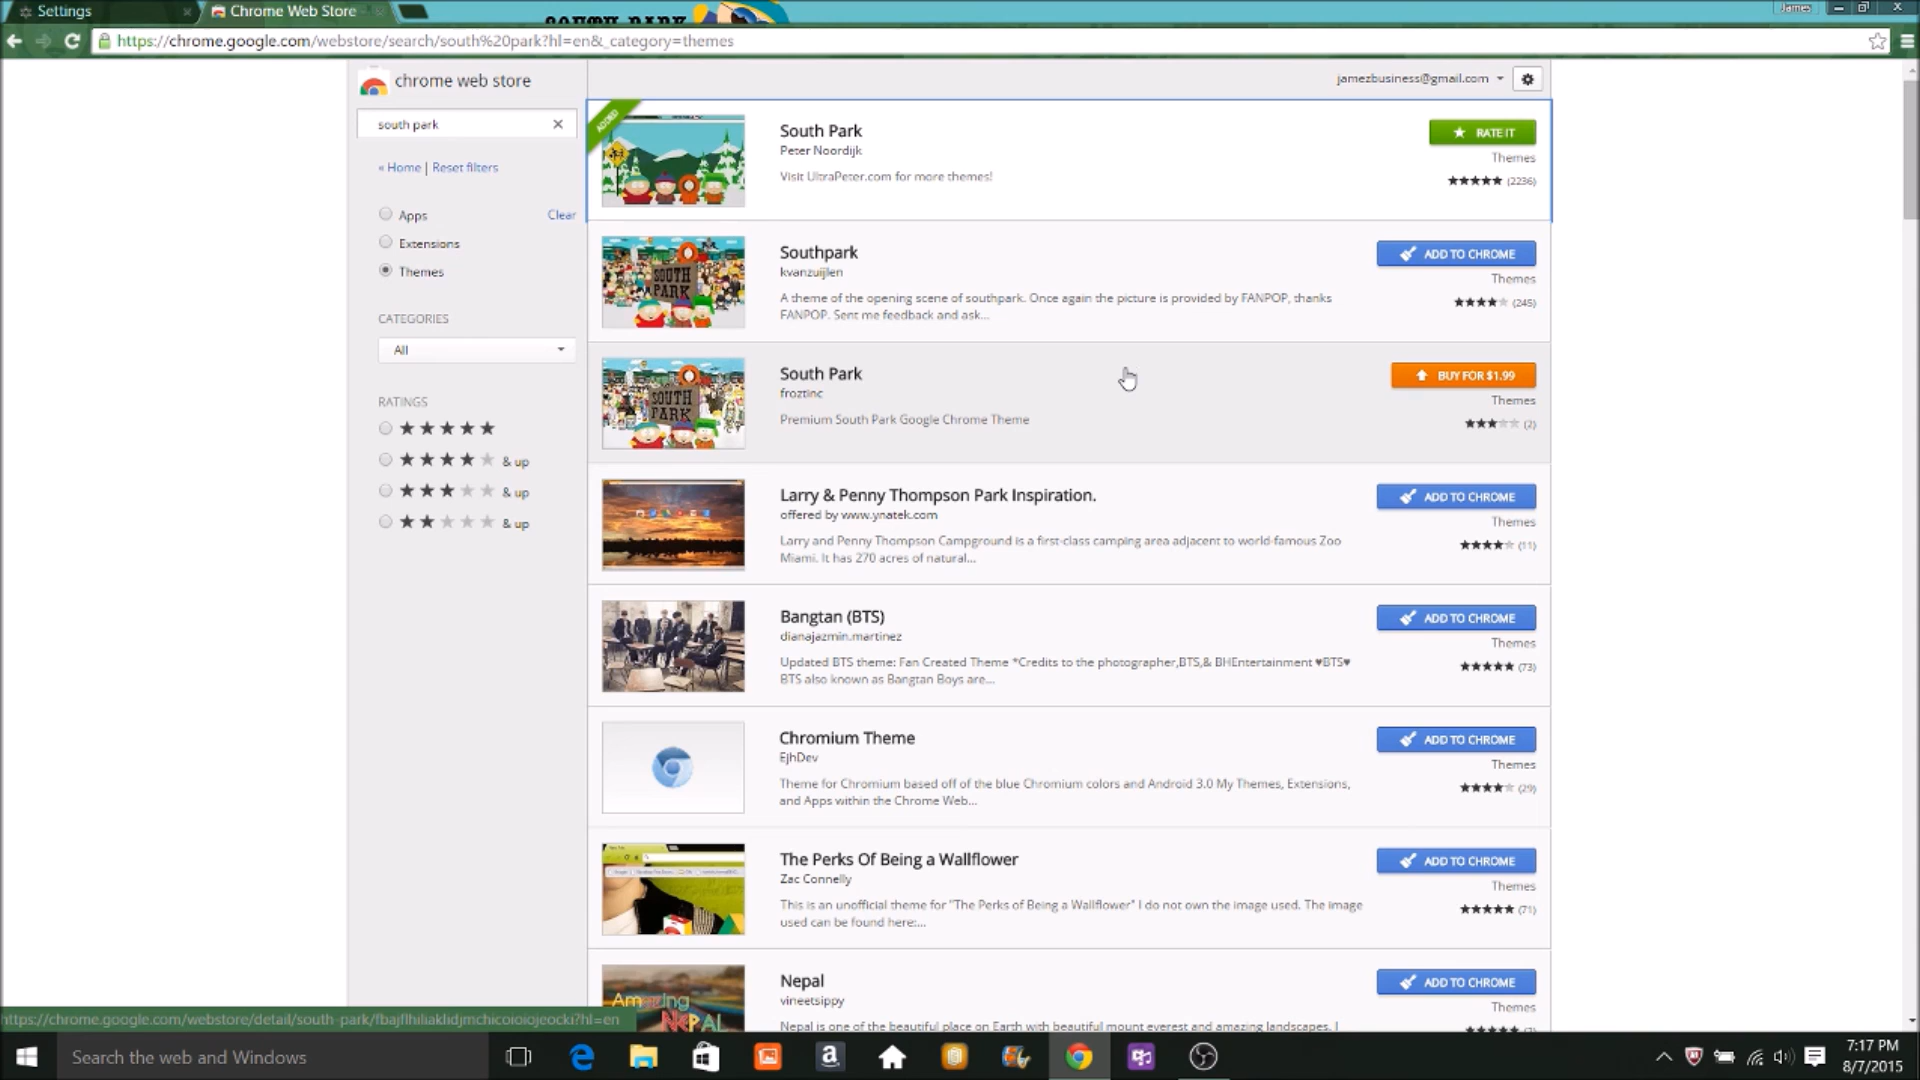 Settings
Chrome Web Store
SOUTH PARK
James
https://chrome.google.com/webstore/search/south%20park?hl=en&_category=themes
chrome web store
jamezbusiness@gmail.com
south park
« Home | Reset filters
Apps
Clear
Extensions
Themes
CATEGORIES
All
RATINGS
& up
& up
& up
ADDED
South Park
Peter Noordijk
Visit UltraPeter.com for more themes!
RATE IT
Themes
(2236)
SOUTH PARK
Southpark
kvanzuijlen
A theme of the opening scene of southpark. Once again the picture is provided by FANPOP, thanks
FANPOP. Sent me feedback and ask...
ADD TO CHROME
Themes
(245)
SOUTH PARK
South Park
froztinc
Premium South Park Google Chrome Theme
BUY FOR $1.99
Themes
(2)
Larry & Penny Thompson Park Inspiration.
offered by www.ynatek.com
Larry and Penny Thompson Campground is a first-class camping area adjacent to world-famous Zoo
Miami. It has 270 acres of natural...
ADD TO CHROME
Themes
(11)
Bangtan (BTS)
dianajazmin.martinez
Updated BTS theme: Fan Created Theme *Credits to the photographer,BTS,& BHEntertainment ♥BTS♥
BTS also known as Bangtan Boys are...
ADD TO CHROME
Themes
(73)
Chromium Theme
EjhDev
Theme for Chromium based off of the blue Chromium colors and Android 3.0 My Themes, Extensions,
and Apps within the Chrome Web...
ADD TO CHROME
Themes
(29)
The Perks Of Being a Wallflower
Zac Connelly
This is an unofficial theme for "The Perks of Being a Wallflower" I do not own the image used. The image
used can be found here:...
ADD TO CHROME
Themes
(71)
Amazing
NEPAL
Nepal
vineetsippy
Nepal is one of the beautiful place on Earth with beautiful mount everest and amazing landscapes. I
ADD TO CHROME
Themes
Search the web and Windows
7:17 PM
8/7/2015